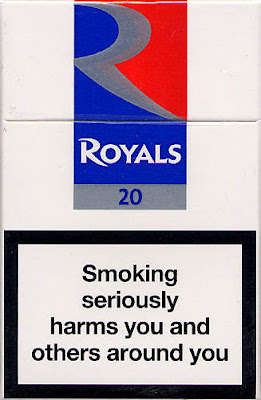 ROYALS
20
Smoking
seriously
harms you and
others around you